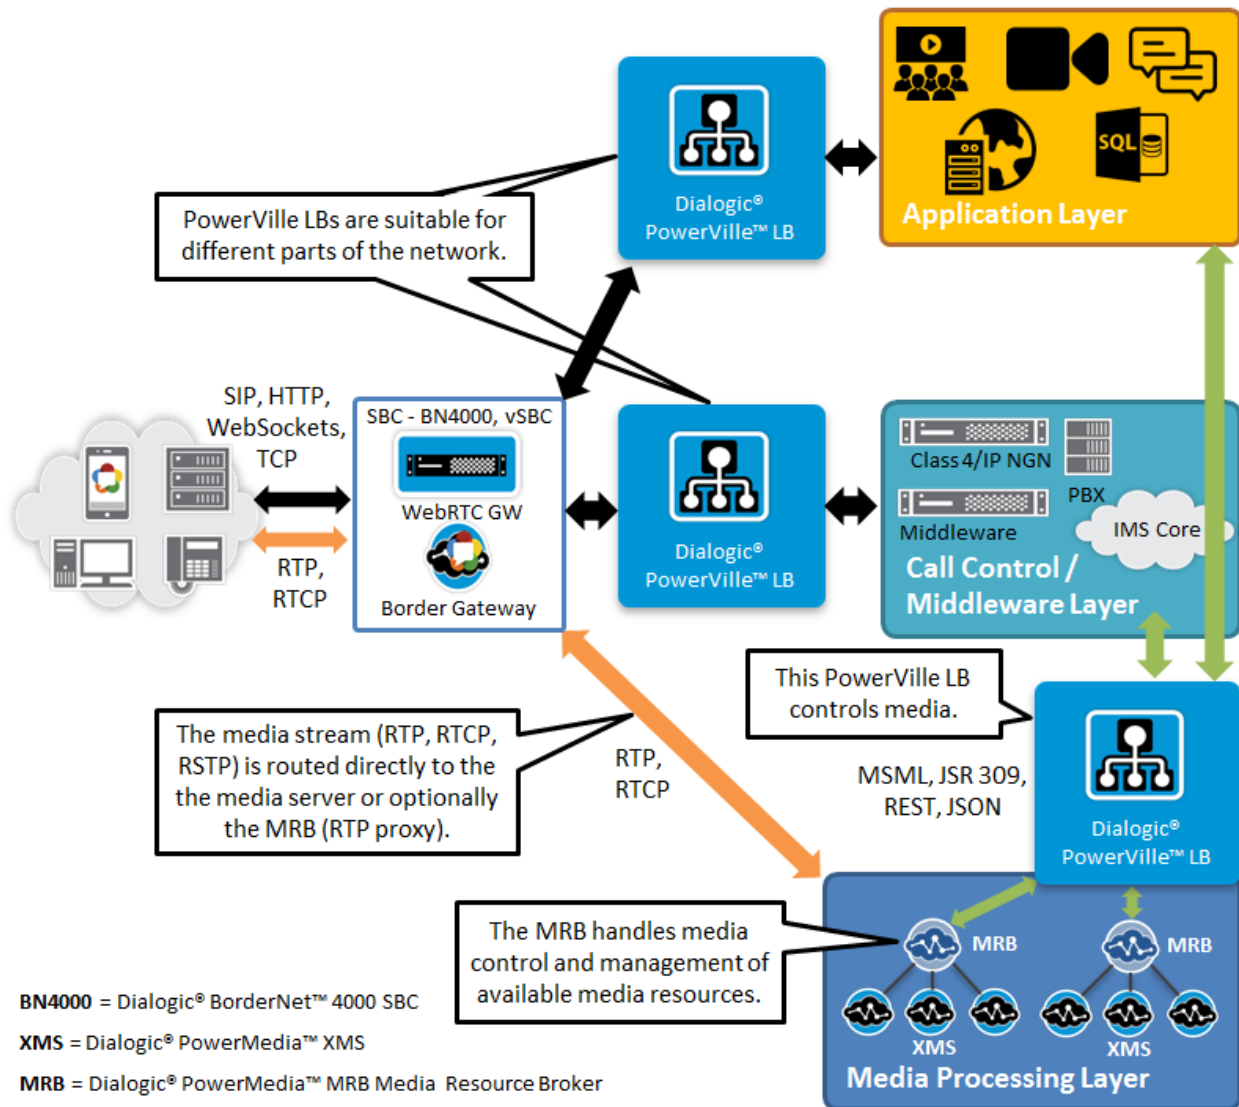 Dialogic®
PowerVille™ LB
SQL
Application Layer
PowerVille LBs are suitable for
different parts of the network.
SIP, HTTP,
WebSockets,
TCP
RTP,
RTCP
SBC - BN4000, vSBC
WebRTC GW
Border Gateway
Dialogic®
PowerVille™ LB
Class 4/IP NGN
PBX
Middleware
IMS Core
Call Control /
Middleware Layer
This PowerVille LB
controls media.
The media stream (RTP, RTCP,
RSTP) is routed directly to the
the media server or optionally
the MRB (RTP proxy).
RTP,
RTCP
MSML, JSR 309,
REST, JSON
Dialogic®
PowerVille™ LB
The MRB handles media
control and management of
available media resources.
MRB
MRB
XMS
XMS
Media Processing Layer
BN4000 = Dialogic® BorderNet™ 4000 SBC
XMS = Dialogic® PowerMedia™ XMS
MRB = Dialogic® PowerMedia™ MRB Media Resource Broker